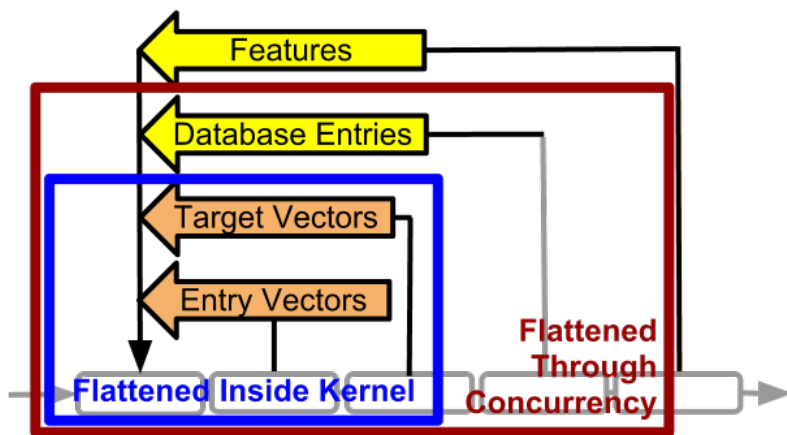 Features
Database Entries
Target Vectors
Entry Vectors
Flattened
Through
Concurrency
Flattened Inside Kernel